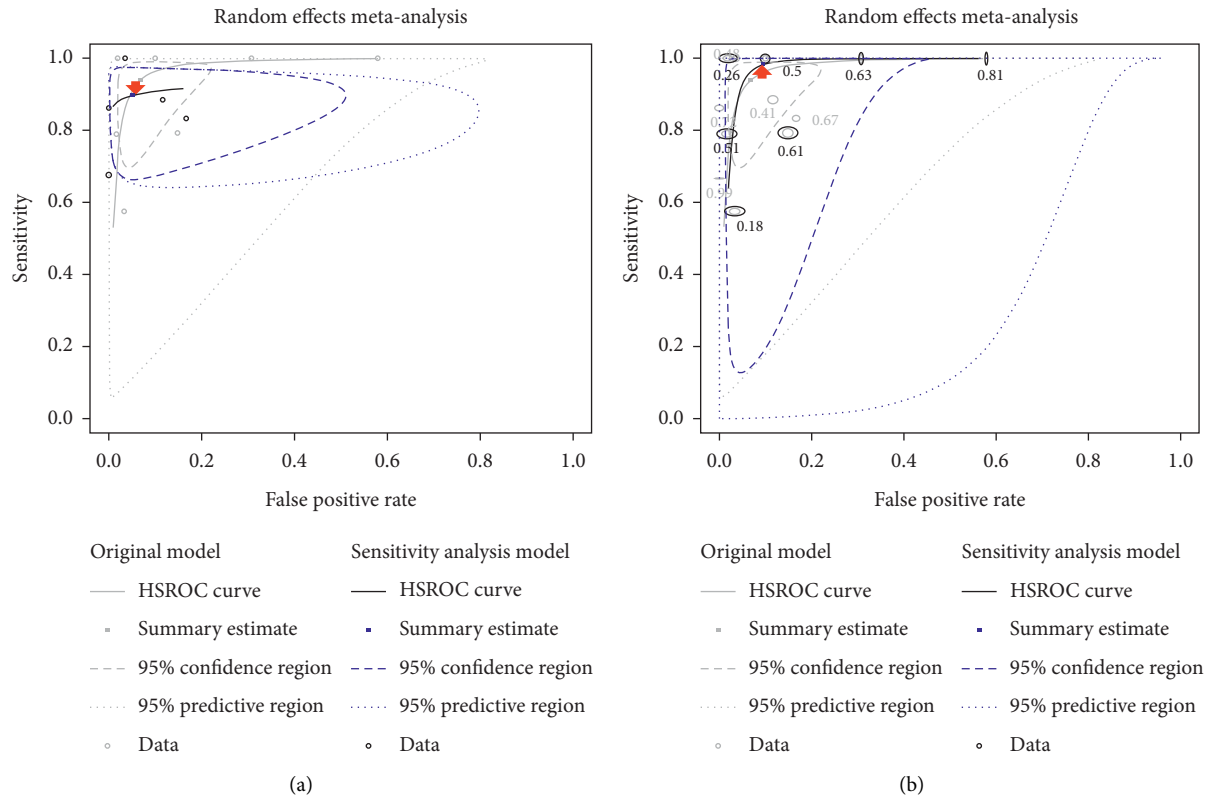 Random effects meta-analysis
1.0
0.8
0.6
0.4
0.2
0.0
Sensitivity
0.0 0.2 0.4 0.6 0.8 1.0
False positive rate
Original model
HSROC curve
Summary estimate
95% confidence region
95% predictive region
Data
Sensitivity analysis model
HSROC curve
Summary estimate
95% confidence region
95% predictive region
Data
(a)
Random effects meta-analysis
1.0
0.8
0.6
0.4
0.2
0.0
Sensitivity
0.48
0.26 0.5 0.63 0.81
0.41 0.67
0.51 0.61
0.18
0.0 0.2 0.4 0.6 0.8 1.0
False positive rate
Original model
HSROC curve
Summary estimate
95% confidence region
95% predictive region
Data
Sensitivity analysis model
HSROC curve
Summary estimate
95% confidence region
95% predictive region
Data
(b)